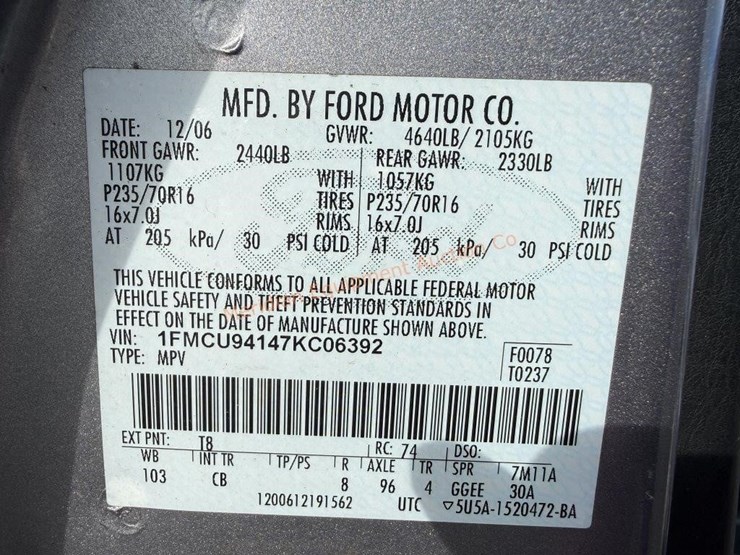 MFD. BY FORD MOTOR CO.
DATE: 12/06 GVWR: 4640LB/ 2105KG
FRONT GAWR: 2440LB REAR GAWR: 2330LB
1107KG WITH 1057KG WITH
P235/70R16 TIRES P235/70R16 TIRES
16x7.0J RIMS 16x7.0J RIMS
AT 205 kPa/ 30 PSI COLD AT 205 kPa/ 30 PSI COLD
THIS VEHICLE CONFORMS TO ALL APPLICABLE FEDERAL MOTOR
VEHICLE SAFETY AND THEFT PREVENTION STANDARDS IN
EFFECT ON THE DATE OF MANUFACTURE SHOWN ABOVE.
VIN: 1FMCU94147KC06392 F0078
TYPE: MPV T0237
EXT PNT: T8 RC: 74 DSO:
WB INT TR TP/PS R AXLE TR SPR 7M11A
103 CB 8 96 4 GGEE 30A
1200612191562 UTC ▽5U5A-1520472-BA